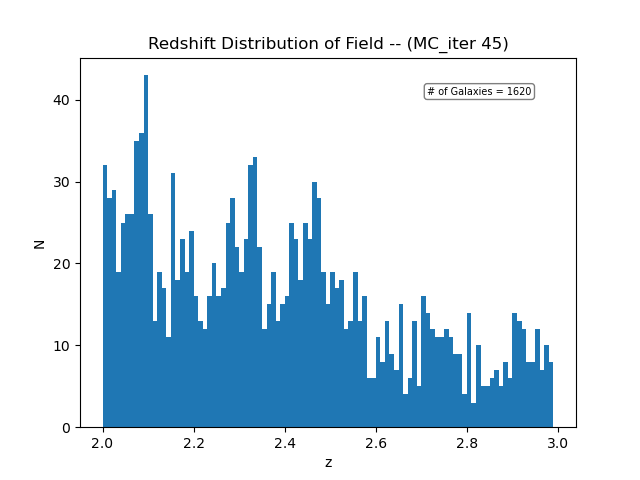 Redshift Distribution of Field -- (MC_iter 45)
# of Galaxies = 1620
40
30
20
10
0
N
2.0 2.2 2.4 2.6 2.8 3.0
z